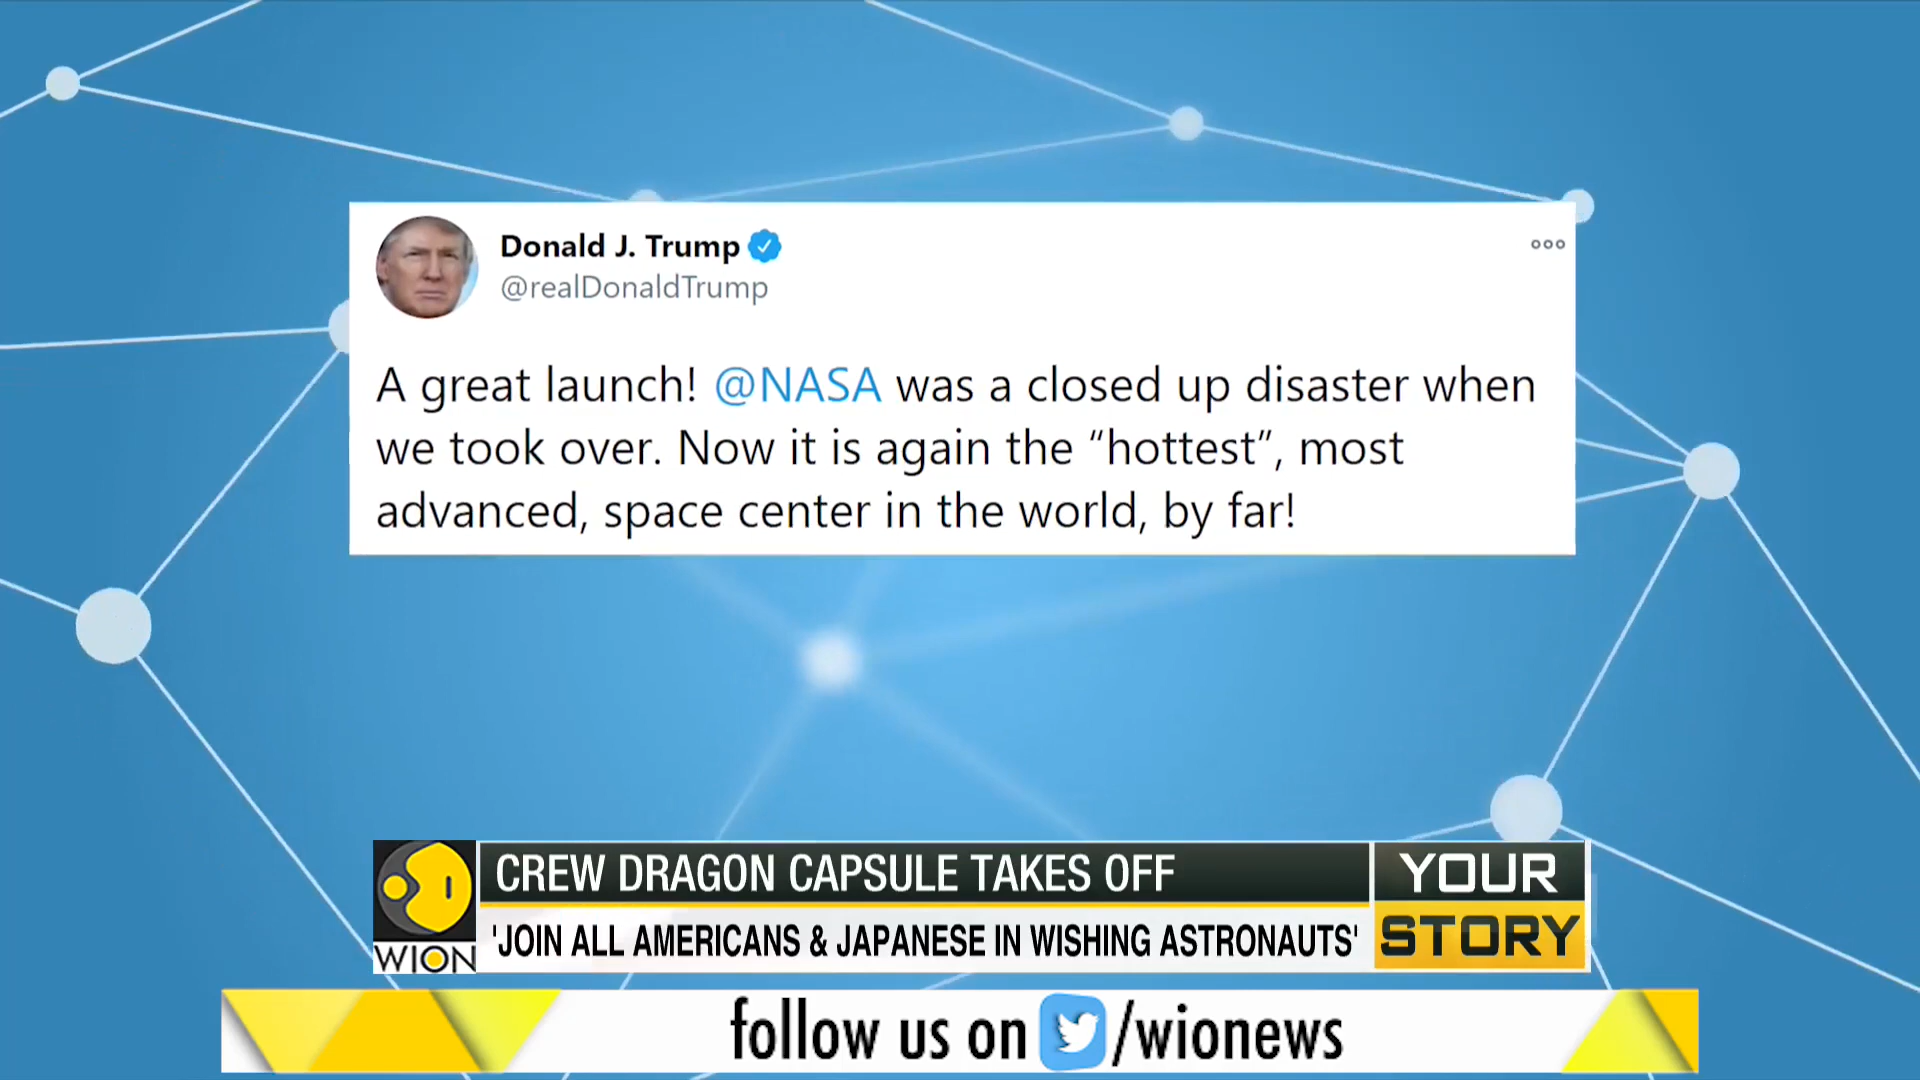 Donald J. Trump
@realDonaldTrump
A great launch! @NASA was a closed up disaster when
we took over. Now it is again the “hottest”, most
advanced, space center in the world, by far!
CREW DRAGON CAPSULE TAKES OFF
'JOIN ALL AMERICANS & JAPANESE IN WISHING ASTRONAUTS'
WION
YOUR
STORY
follow us on /wionews